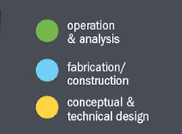 operation
& analysis
fabrication/
construction
conceptual &
technical design